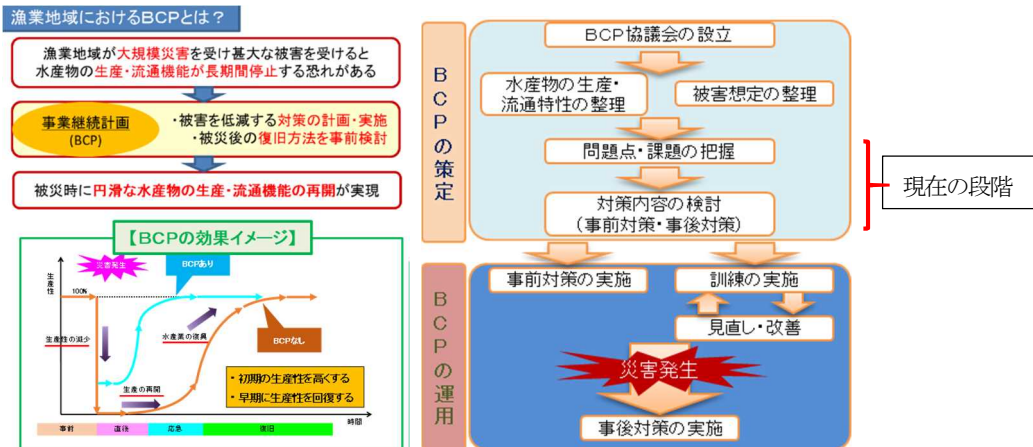 漁業地域におけるBCPとは？
漁業地域が大規模災害を受け甚大な被害を受けると
水産物の生産・流通機能が長期間停止する恐れがある
事業継続計画
(BCP)
・被害を低減する対策の計画・実施
・被災後の復旧方法を事前検討
被災時に円滑な水産物の生産・流通機能の再開が実現
【BCPの効果イメージ】
災害発生
BCPあり
生産性
100%
生産性の減少
水産業の復興
BCPなし
生産の再開
・初期の生産性を高くする
・早期に生産性を回復する
時間
事前
直後
応急
復旧
BCPの策定
BCP協議会の設立
水産物の生産・
流通特性の整理
被害想定の整理
問題点・課題の把握
対策内容の検討
(事前対策・事後対策)
現在の段階
BCPの運用
事前対策の実施
訓練の実施
見直し・改善
災害発生
事後対策の実施